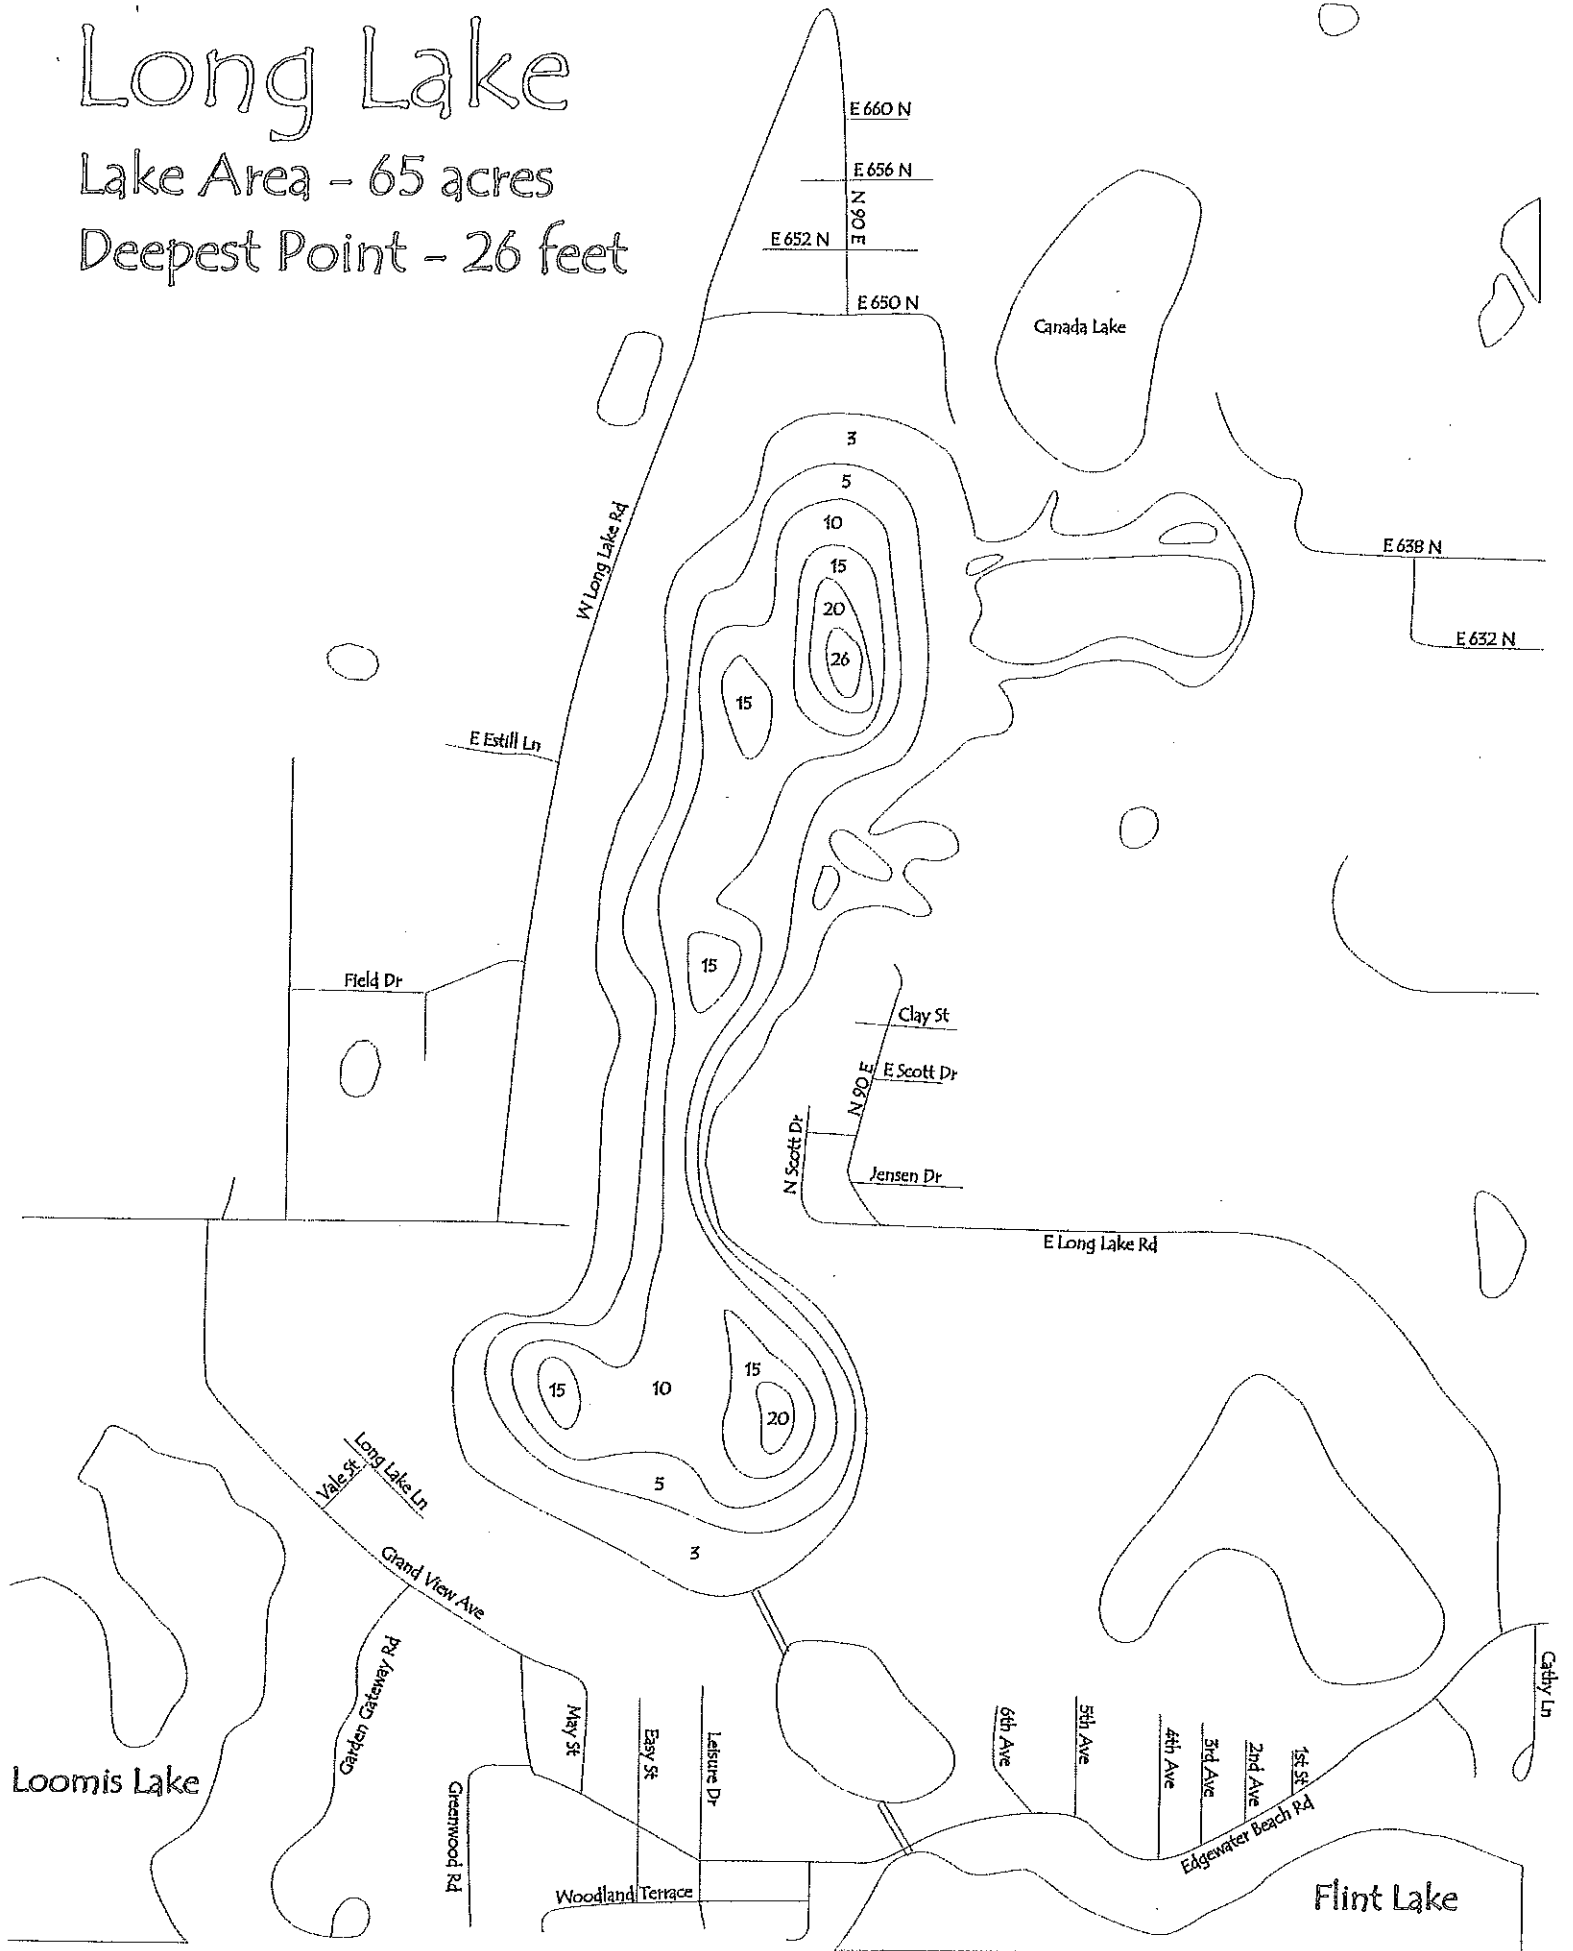 Long Lake
Lake Area - 65 acres
Deepest Point - 26 feet
E 660 N
E 656 N
N 90 E
E 652 N
E 650 N
Canada Lake
3
5
10
15
20
26
15
W Long Lake Rd
E 638 N
E 632 N
E Estill Ln
15
Field Dr
Clay St
E Scott Dr
N 90 E
N Scott Dr
Jensen Dr
E Long Lake Rd
15
10
15
20
5
3
Long Lake Ln
Vale St
Grand View Ave
Garden Gateway Rd
May St
Easy St
Leisure Dr
Greenwood Rd
Woodland Terrace
6th Ave
5th Ave
4th Ave
3rd Ave
2nd Ave
1st St
Edgewater Beach Rd
Cathy Ln
Loomis Lake
Flint Lake